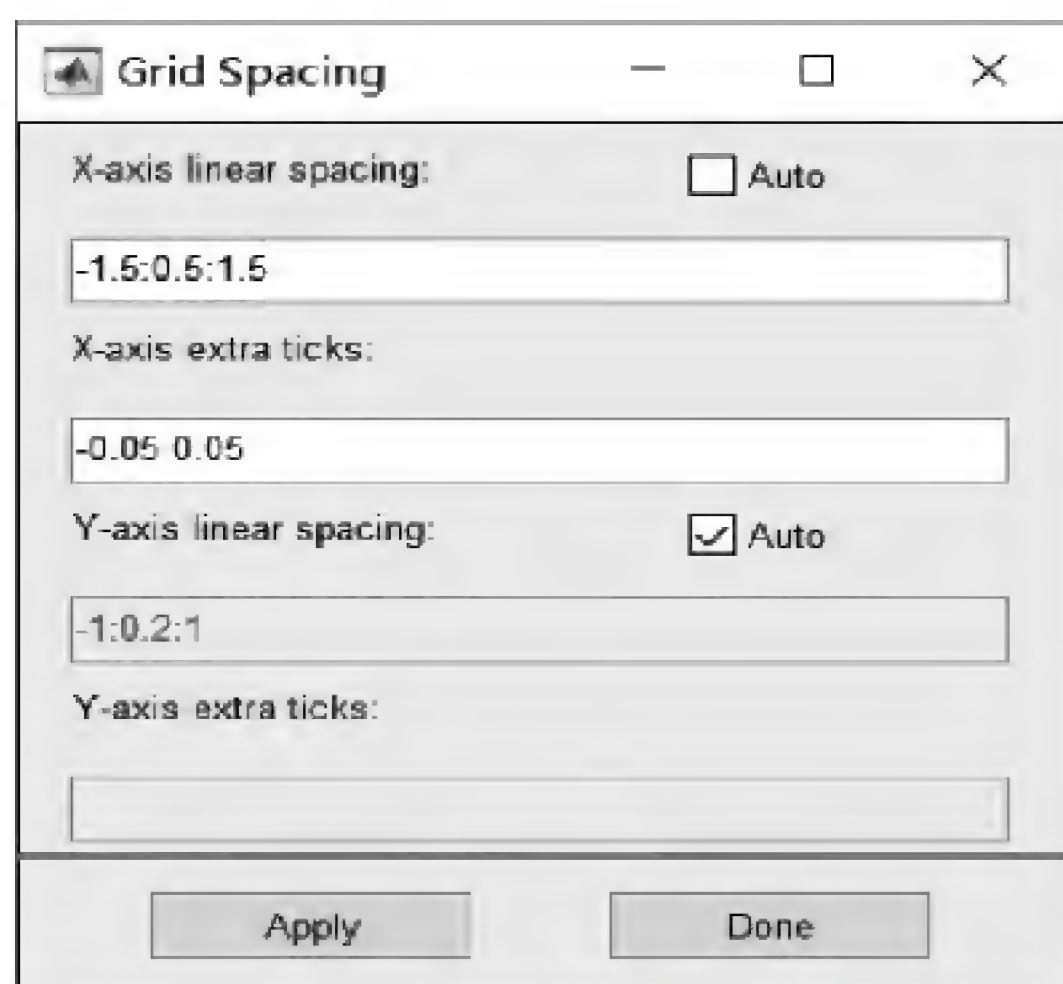 Grid Spacing
X-axis linear spacing: Auto
-1.5:0.5:1.5
X-axis extra ticks:
-0.05 0.05
Y-axis linear spacing: Auto
-1:0.2:1
Y-axis extra ticks:
Apply Done